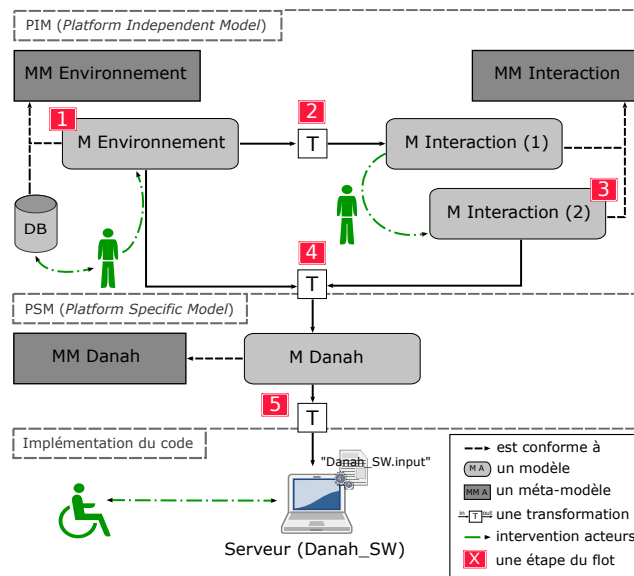 PIM (Platform Independent Model)
MM Environnement
MM Interaction
1
2
M Environnement
T
M Interaction (1)
3
M Interaction (2)
DB
4
T
PSM (Platform Specific Model)
MM Danah
M Danah
5
T
Implémentation du code
"Danah_SW.input"
Serveur (Danah_SW)
est conforme à
M A un modèle
MM A un méta-modèle
in T out une transformation
intervention acteurs
X une étape du flot